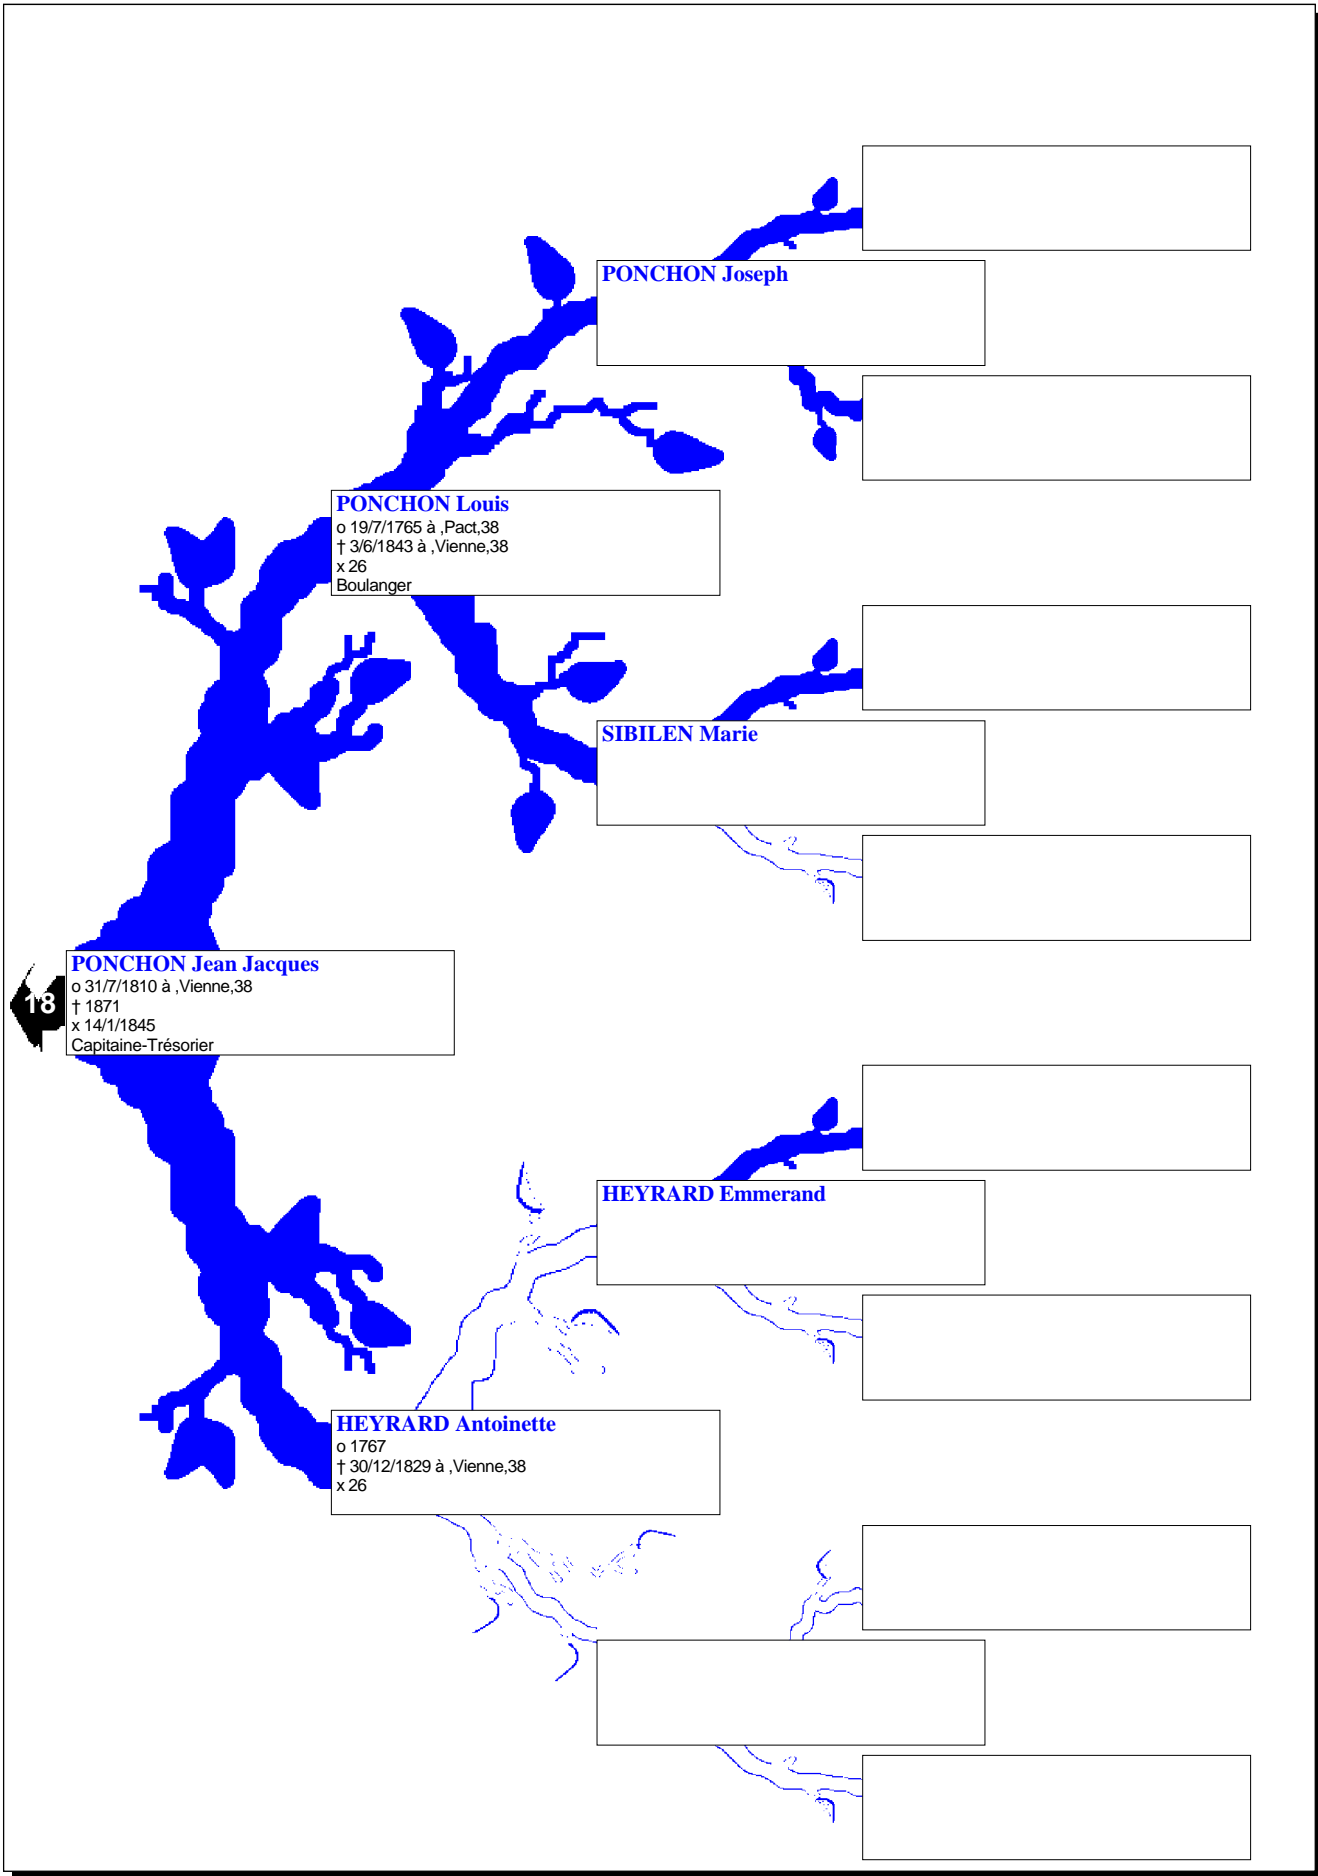 PONCHON Joseph
PONCHON Louis
o 19/7/1765 à ,Pact,38
† 3/6/1843 à ,Vienne,38
x 26
Boulanger
SIBILEN Marie
18
PONCHON Jean Jacques
o 31/7/1810 à ,Vienne,38
† 1871
x 14/1/1845
Capitaine-Trésorier
HEYRARD Emmerand
HEYRARD Antoinette
o 1767
† 30/12/1829 à ,Vienne,38
x 26